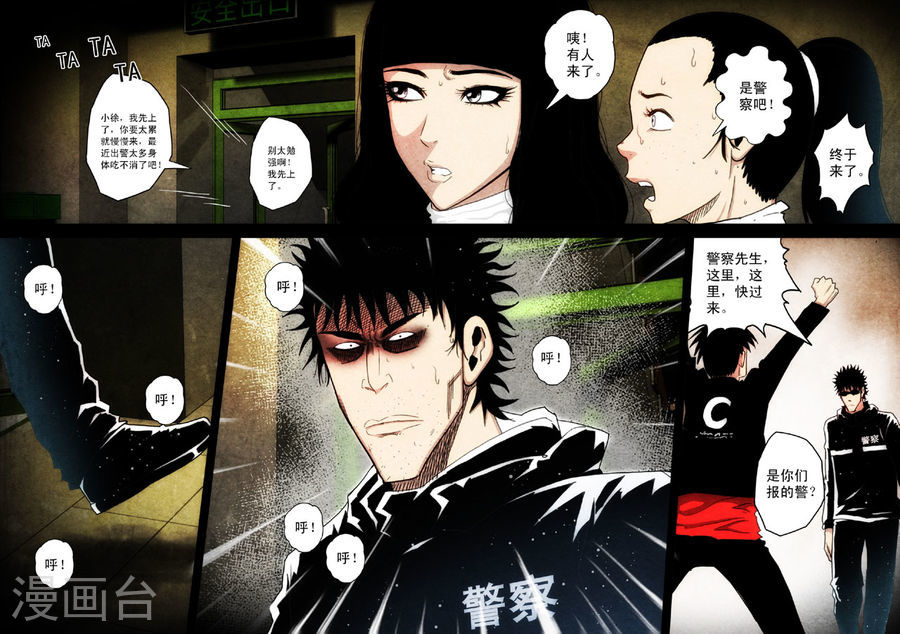 安全出口
TA
TA
TA
TA
小徐，我先上
了，你要太累
就慢慢来，最
近出警太多身
体吃不消了吧！
别太勉
强啊！
我先上
了。
咦！
有人
来了。
是警
察吧！
终于
来了。
呼！
呼！
呼！
呼！
呼！
呼！
呼！
警察
警察先生，
这里，这
里，快过
来。
C
警察
是你们
报的警？
漫画台